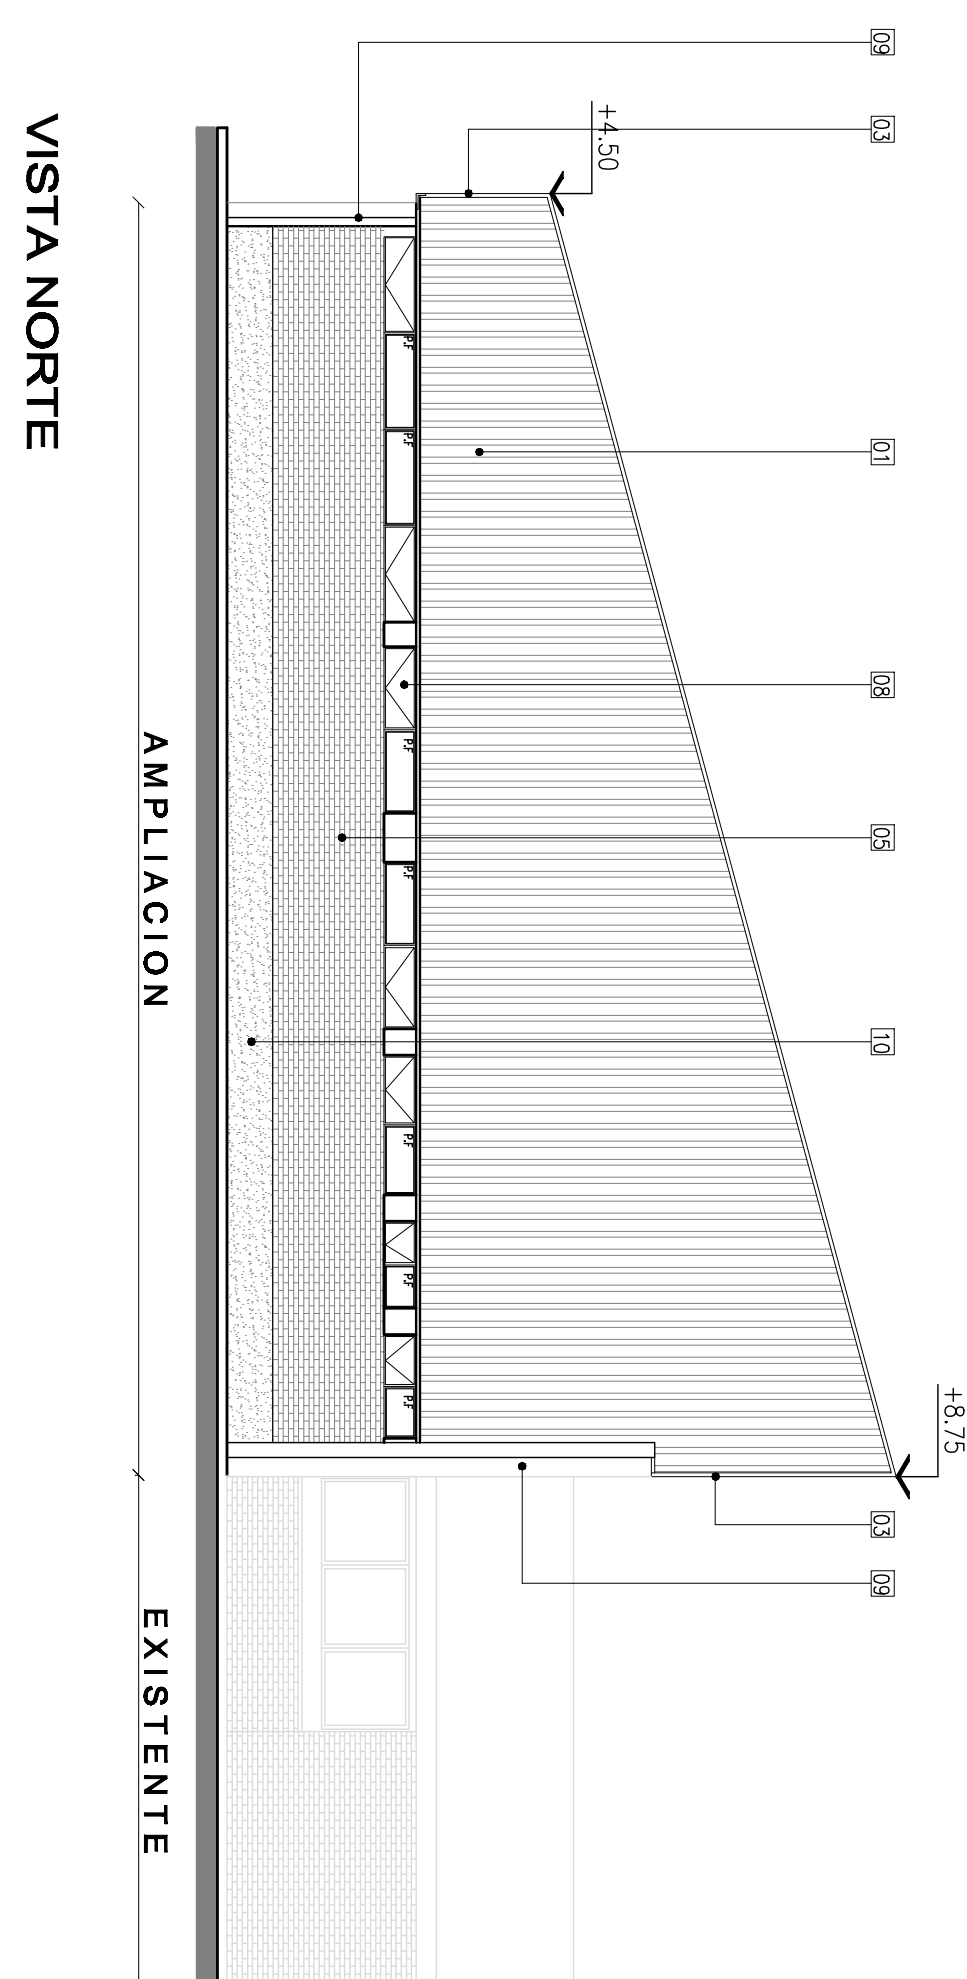 09
03
+4.50
01
08
05
10
+8.75
03
09
P.F
P.F
P.F
P.F
P.F
P.F
P.F
AMPLIACION
EXISTENTE
VISTA NORTE